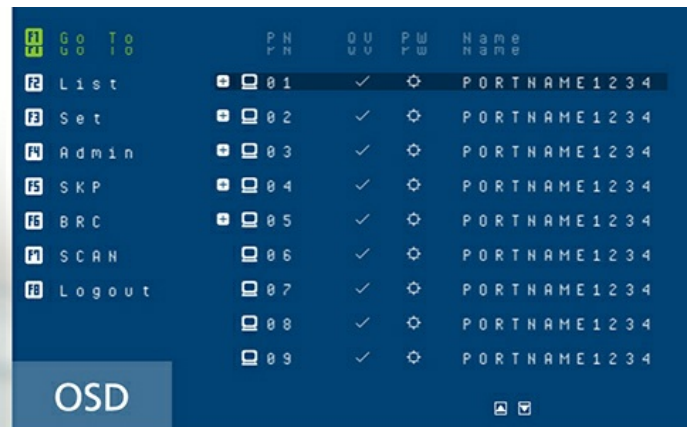 F1 Go To PN QV PW Name
F2 List 01 PORTNAME1234
F3 Set 02 PORTNAME1234
F4 Admin 03 PORTNAME1234
F5 SKP 04 PORTNAME1234
F6 BRC 05 PORTNAME1234
F7 SCAN 06 PORTNAME1234
F8 Logout 07 PORTNAME1234
08 PORTNAME1234
09 PORTNAME1234
OSD